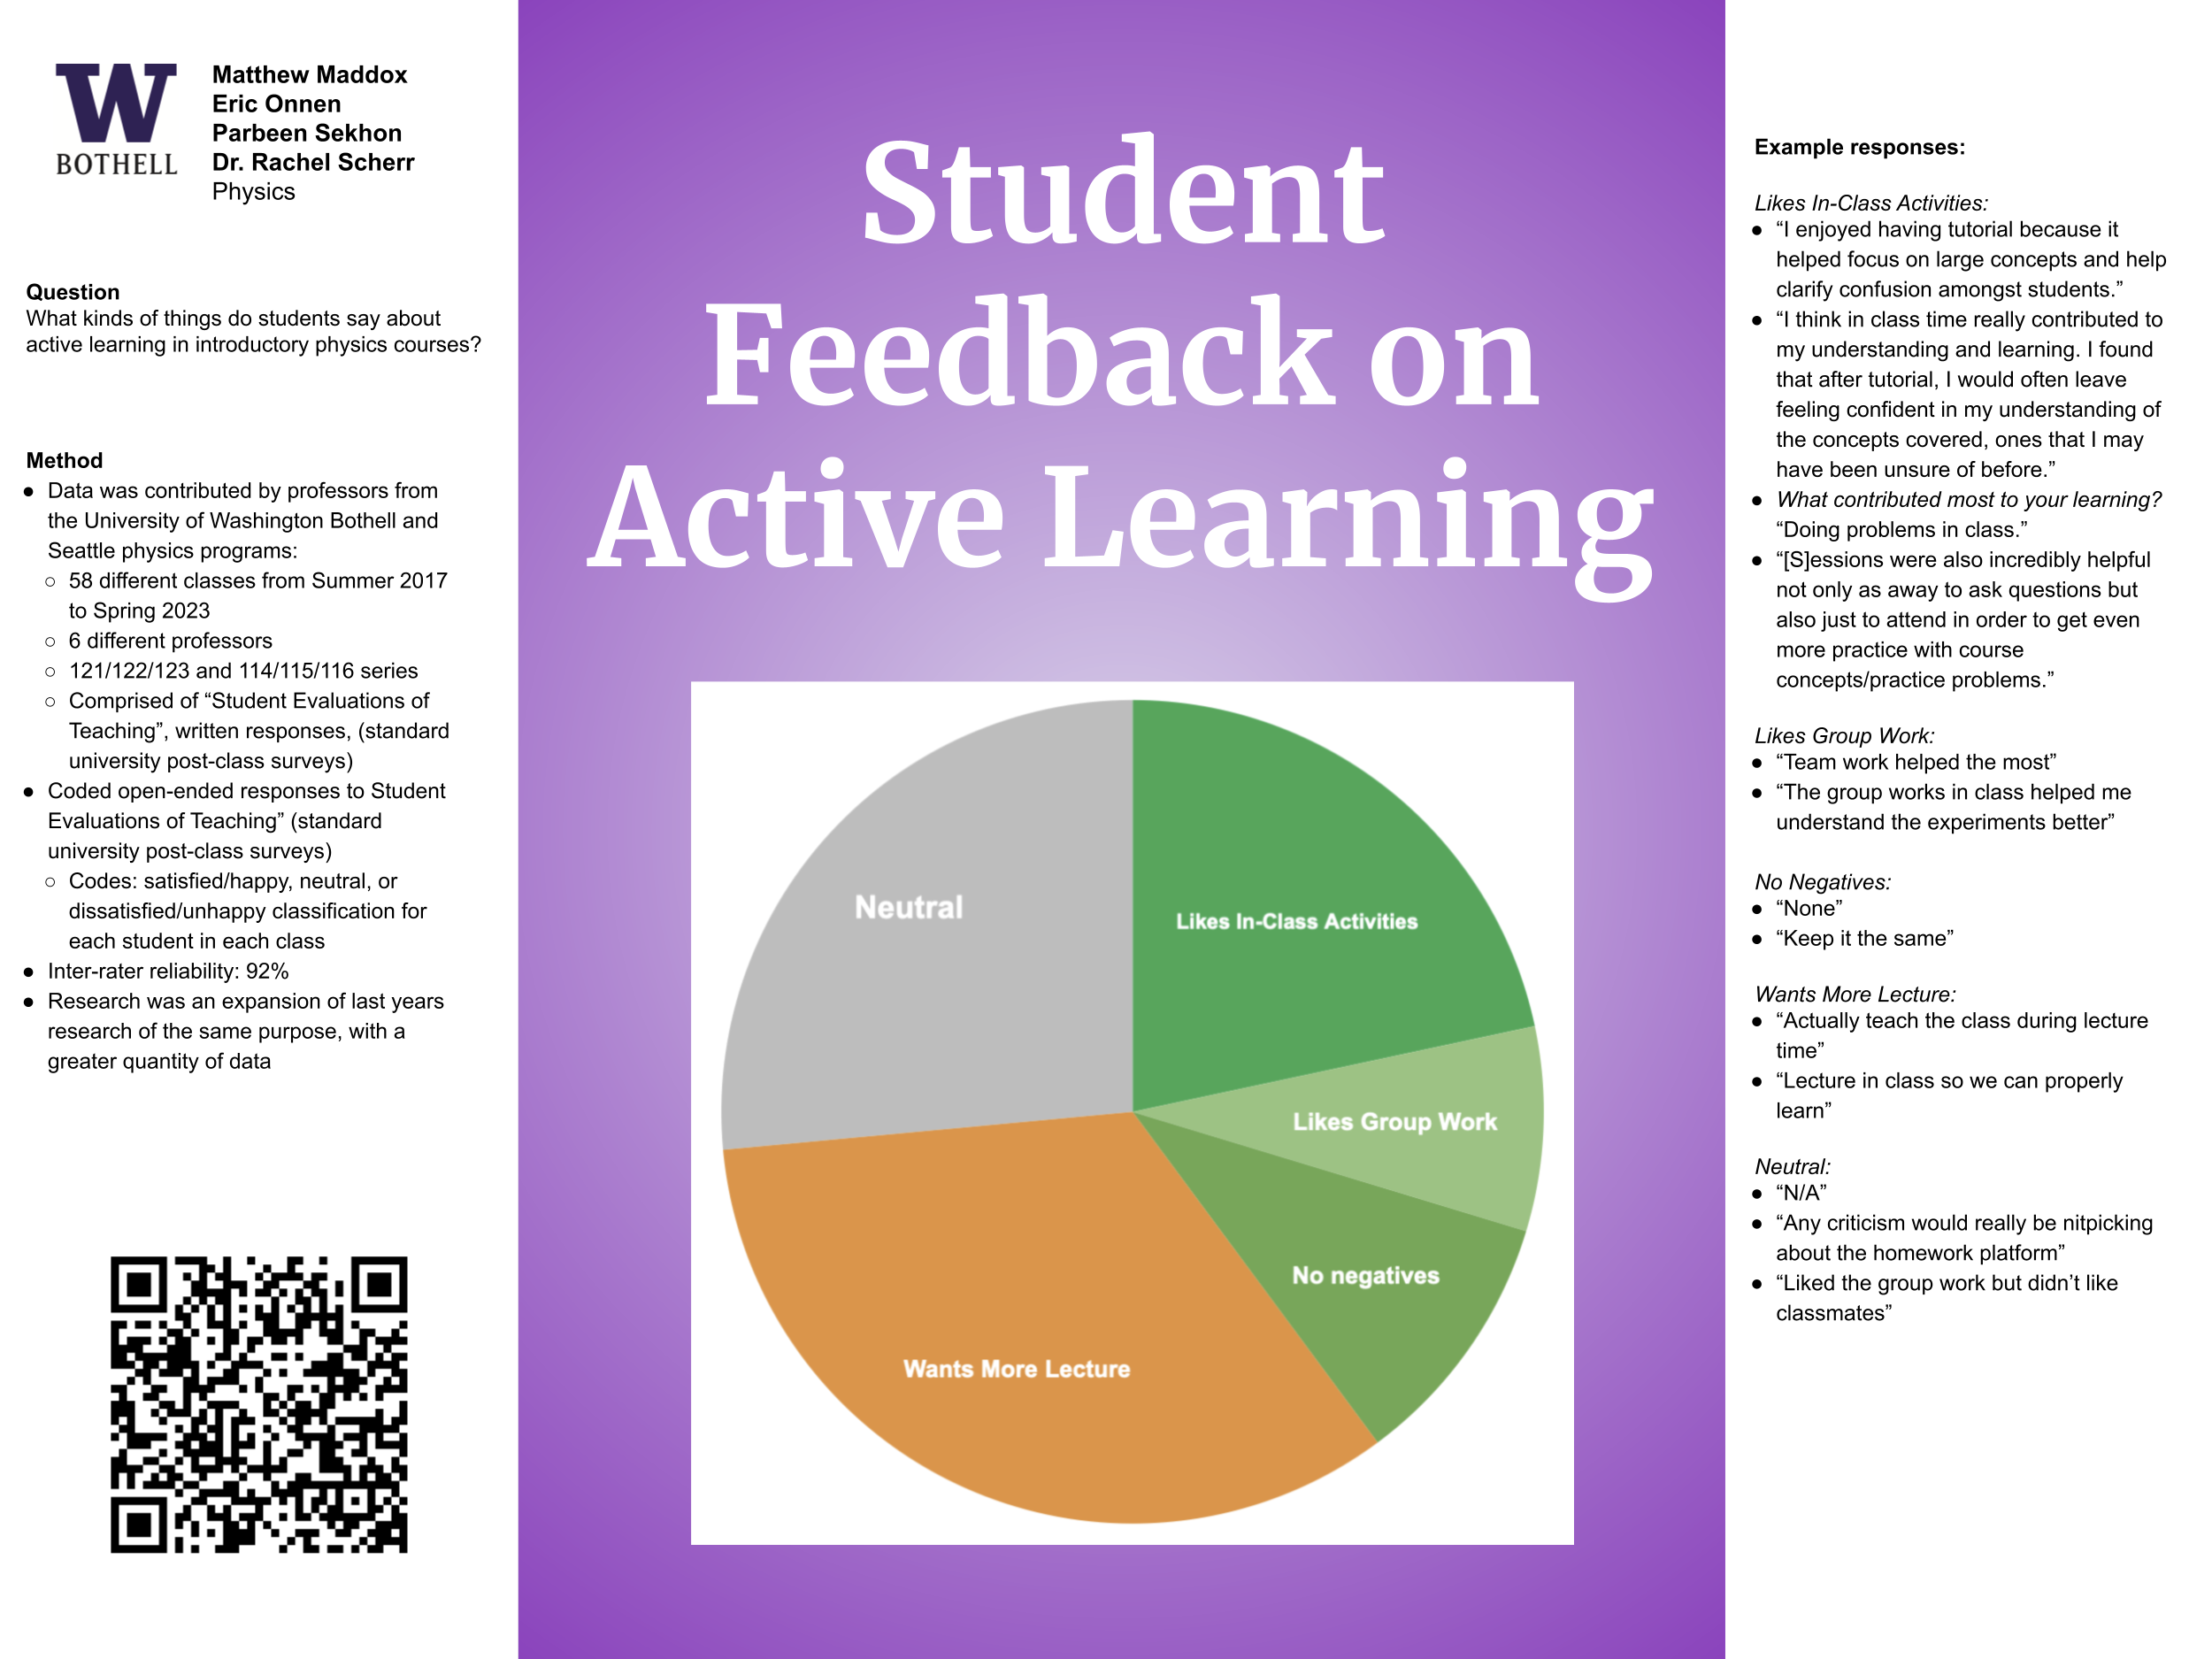 W
BOTHELL
Matthew Maddox
Eric Onnen
Parbeen Sekhon
Dr. Rachel Scherr
Physics
Question
What kinds of things do students say about
active learning in introductory physics courses?
Method
● Data was contributed by professors from
the University of Washington Bothell and
Seattle physics programs:
○ 58 different classes from Summer 2017
to Spring 2023
○ 6 different professors
○ 121/122/123 and 114/115/116 series
○ Comprised of “Student Evaluations of
Teaching”, written responses, (standard
university post-class surveys)
● Coded open-ended responses to Student
Evaluations of Teaching” (standard
university post-class surveys)
○ Codes: satisfied/happy, neutral, or
dissatisfied/unhappy classification for
each student in each class
● Inter-rater reliability: 92%
● Research was an expansion of last years
research of the same purpose, with a
greater quantity of data
Student
Feedback on
Active Learning
Neutral
Likes In-Class Activities
Likes Group Work
No negatives
Wants More Lecture
Example responses:
Likes In-Class Activities:
● “I enjoyed having tutorial because it
helped focus on large concepts and help
clarify confusion amongst students.”
● “I think in class time really contributed to
my understanding and learning. I found
that after tutorial, I would often leave
feeling confident in my understanding of
the concepts covered, ones that I may
have been unsure of before.”
● What contributed most to your learning?
“Doing problems in class.”
● “[S]essions were also incredibly helpful
not only as away to ask questions but
also just to attend in order to get even
more practice with course
concepts/practice problems.”
Likes Group Work:
● “Team work helped the most”
● “The group works in class helped me
understand the experiments better”
No Negatives:
● “None”
● “Keep it the same”
Wants More Lecture:
● “Actually teach the class during lecture
time”
● “Lecture in class so we can properly
learn”
Neutral:
● “N/A”
● “Any criticism would really be nitpicking
about the homework platform”
● “Liked the group work but didn’t like
classmates”